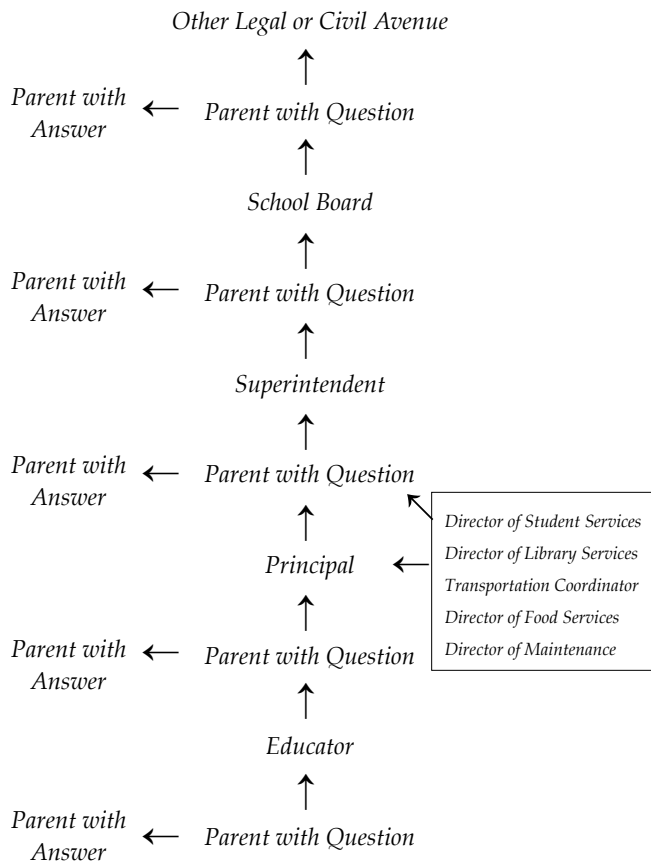 Other Legal or Civil Avenue
Parent with
Answer
Parent with Question
School Board
Parent with
Answer
Parent with Question
Superintendent
Parent with
Answer
Parent with Question
Director of Student Services
Director of Library Services
Transportation Coordinator
Director of Food Services
Director of Maintenance
Principal
Parent with
Answer
Parent with Question
Educator
Parent with
Answer
Parent with Question